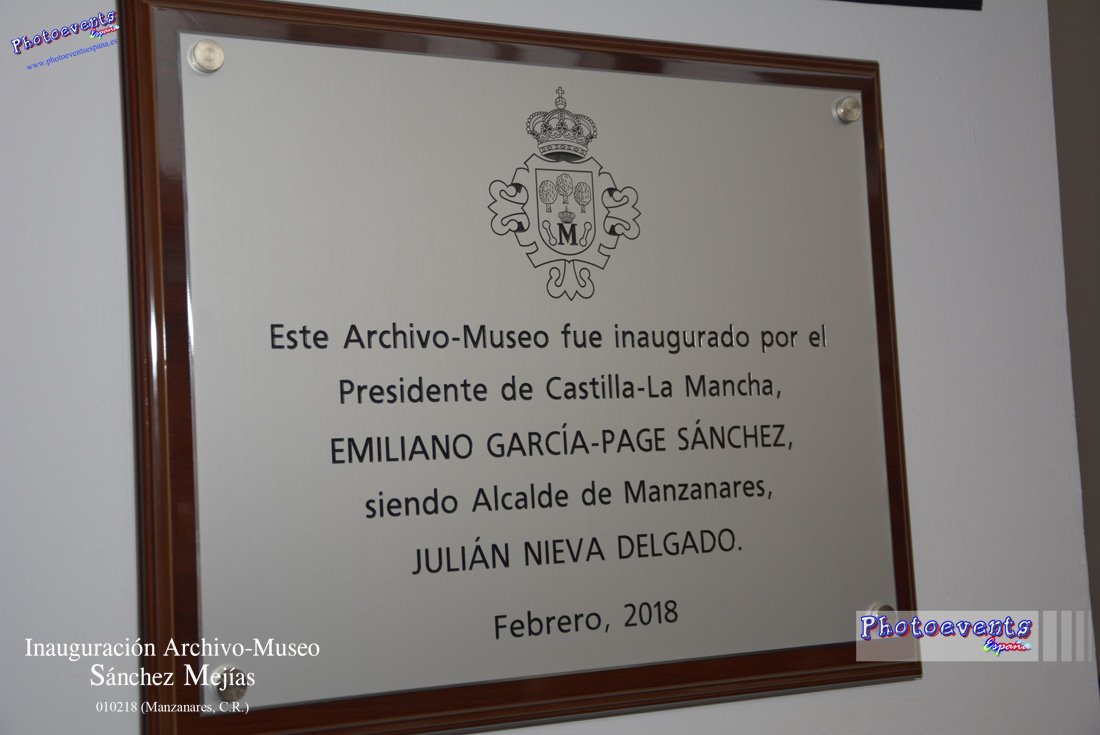 Photoevents
España
www.photoeventsespana.es
M
Este Archivo-Museo fue inaugurado por el
Presidente de Castilla-La Mancha,
EMILIANO GARCÍA-PAGE SÁNCHEZ,
siendo Alcalde de Manzanares,
JULIÁN NIEVA DELGADO.
Febrero, 2018
Photoevents
España
Inauguración Archivo-Museo
Sánchez Mejías
010218 (Manzanares, C.R.)